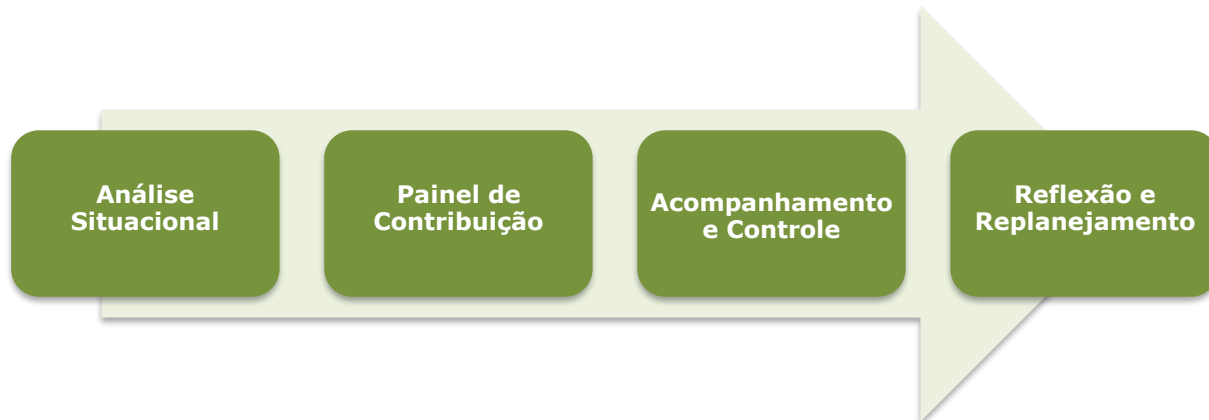 Análise
Situacional
Painel de
Contribuição
Acompanhamento
e Controle
Reflexão e
Replanejamento